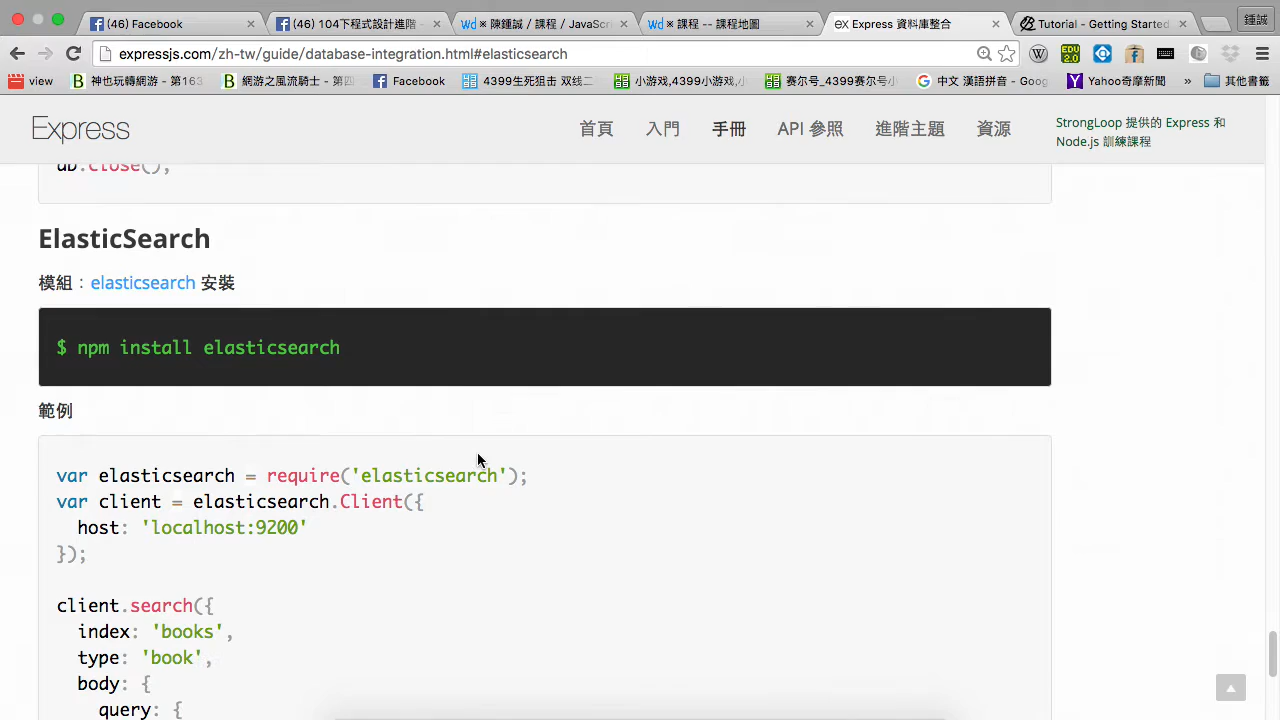 (46) Facebook
(46) 104下程式設計進階 -
※ 陳鍾誠 / 課程 / JavaScri
※ 課程 -- 課程地圖
Express 資料庫整合
Tutorial - Getting Started
鍾誠
expressjs.com/zh-tw/guide/database-integration.html#elasticsearch
EDU 2.0
view
神也玩轉網游 - 第163
網游之風流騎士 - 第四
Facebook
4399生死狙击 双线二
小游戏,4399小游戏,小
赛尔号_4399赛尔号小
中文 漢語拼音 - Goog
Yahoo奇摩新聞
»
其他書籤
Express
首頁
入門
手冊
API 參照
進階主題
資源
StrongLoop 提供的 Express 和
Node.js 訓練課程
db.close();
ElasticSearch
模組：elasticsearch 安裝
$ npm install elasticsearch
範例
var elasticsearch = require('elasticsearch');
var client = elasticsearch.Client({
host: 'localhost:9200'
});
client.search({
index: 'books',
type: 'book',
body: {
query: {